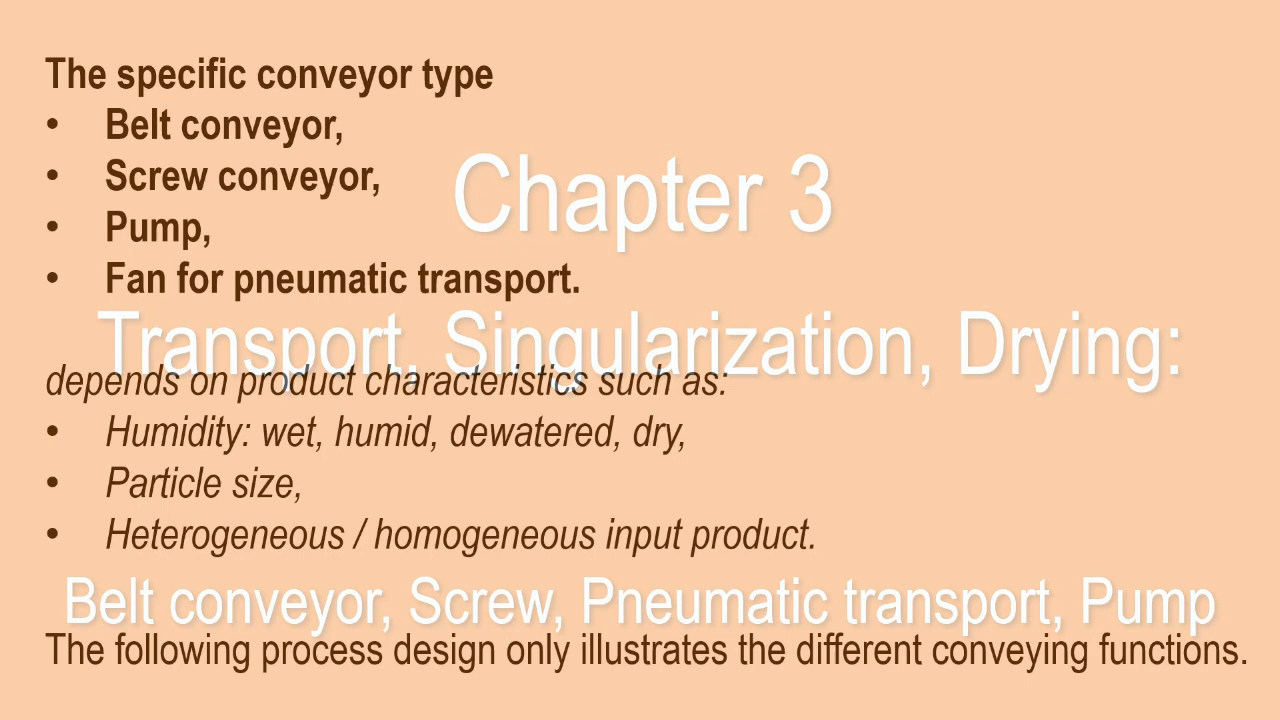 The specific conveyor type
• Belt conveyor,
• Screw conveyor,
Chapter 3
• Pump,
• Fan for pneumatic transport.
Transport, Singularization, Drying:
depends on product characteristics such as:
• Humidity: wet, humid, dewatered, dry,
• Particle size,
• Heterogeneous / homogeneous input product.
Belt conveyor, Screw, Pneumatic transport, Pump
The following process design only illustrates the different conveying functions.